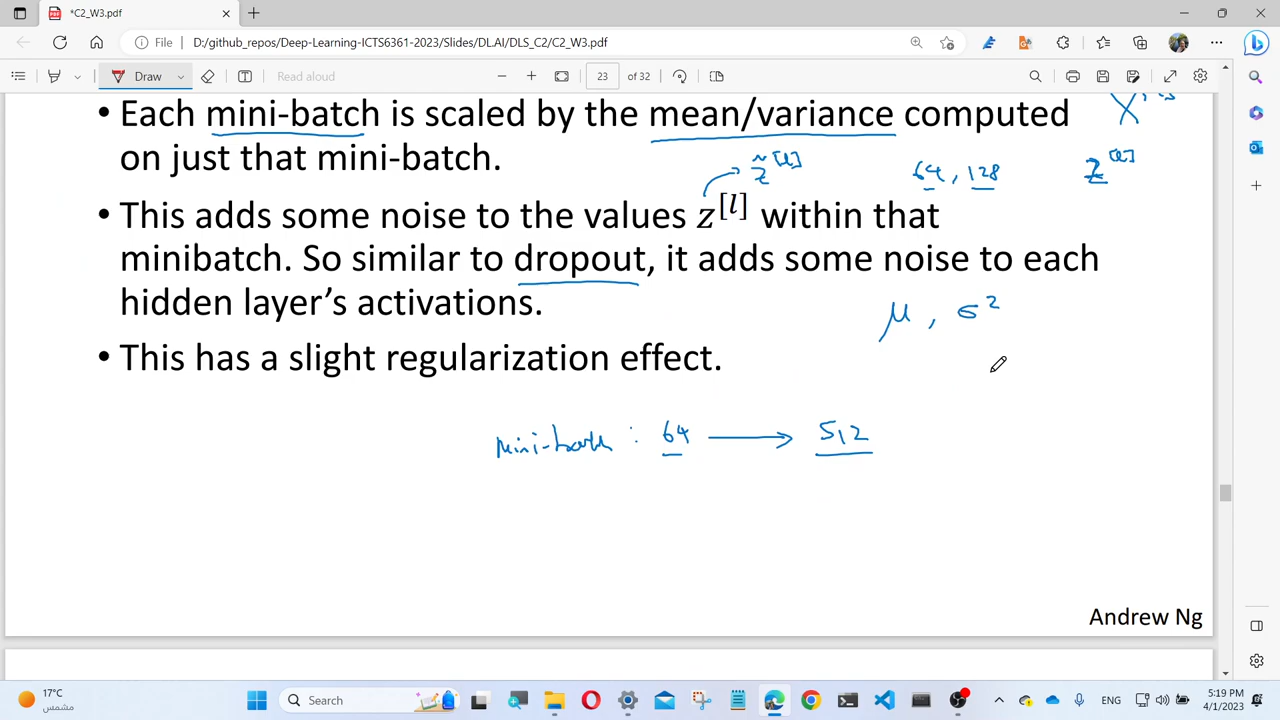 *C2_W3.pdf
File D:/github_repos/Deep-Learning-ICTS6361-2023/Slides/DL.AI/DLS_C2/C2_W3.pdf
Draw Read aloud 23 of 32
• Each mini-batch is scaled by the mean/variance computed
on just that mini-batch.
z̃[l] 64, 128 z[l]
• This adds some noise to the values z[l] within that
minibatch. So similar to dropout, it adds some noise to each
hidden layer's activations.
μ, σ²
• This has a slight regularization effect.
mini-batch : 64 → 512
Andrew Ng
17°C
مشمس
Search
ENG
5:19 PM
4/1/2023